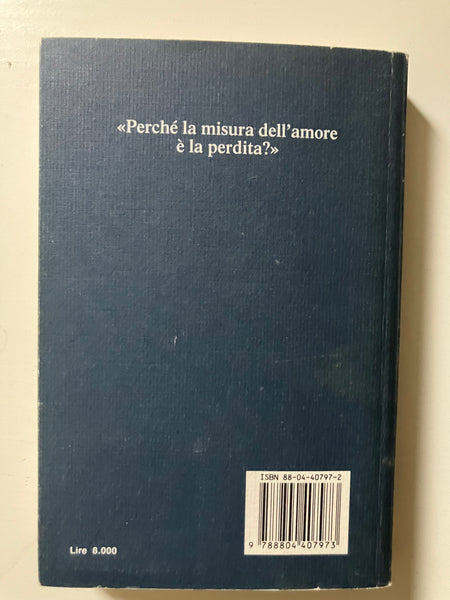 «Perché la misura dell’amore
è la perdita?»
ISBN 88-04-40797-2
9 788804 407973
Lire 8.000